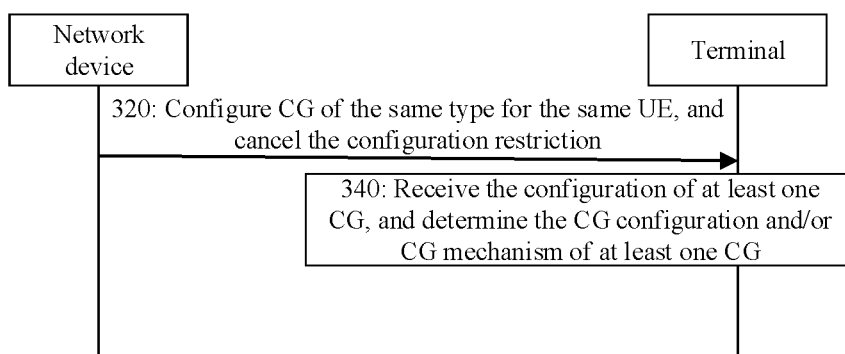 Network
device
Terminal
320: Configure CG of the same type for the same UE, and
cancel the configuration restriction
340: Receive the configuration of at least one
CG, and determine the CG configuration and/or
CG mechanism of at least one CG